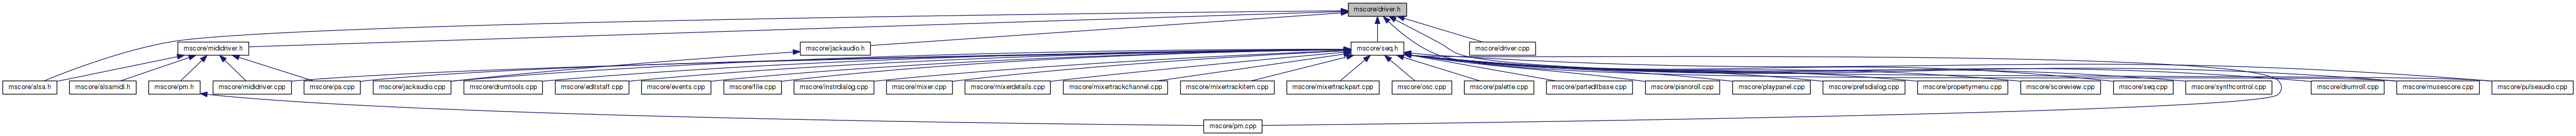 mscore/driver.h
mscore/mididriver.h
mscore/jackaudio.h
mscore/seq.h
mscore/driver.cpp
mscore/alsa.h
mscore/alsamidi.h
mscore/pm.h
mscore/mididriver.cpp
mscore/pa.cpp
mscore/jackaudio.cpp
mscore/drumtools.cpp
mscore/editstaff.cpp
mscore/events.cpp
mscore/file.cpp
mscore/instrdialog.cpp
mscore/mixer.cpp
mscore/mixerdetails.cpp
mscore/mixertrackchannel.cpp
mscore/mixertrackitem.cpp
mscore/mixertrackpart.cpp
mscore/osc.cpp
mscore/palette.cpp
mscore/parteditbase.cpp
mscore/pianoroll.cpp
mscore/playpanel.cpp
mscore/prefsdialog.cpp
mscore/propertymenu.cpp
mscore/scoreview.cpp
mscore/seq.cpp
mscore/synthcontrol.cpp
mscore/drumroll.cpp
mscore/musescore.cpp
mscore/pulseaudio.cpp
mscore/pm.cpp